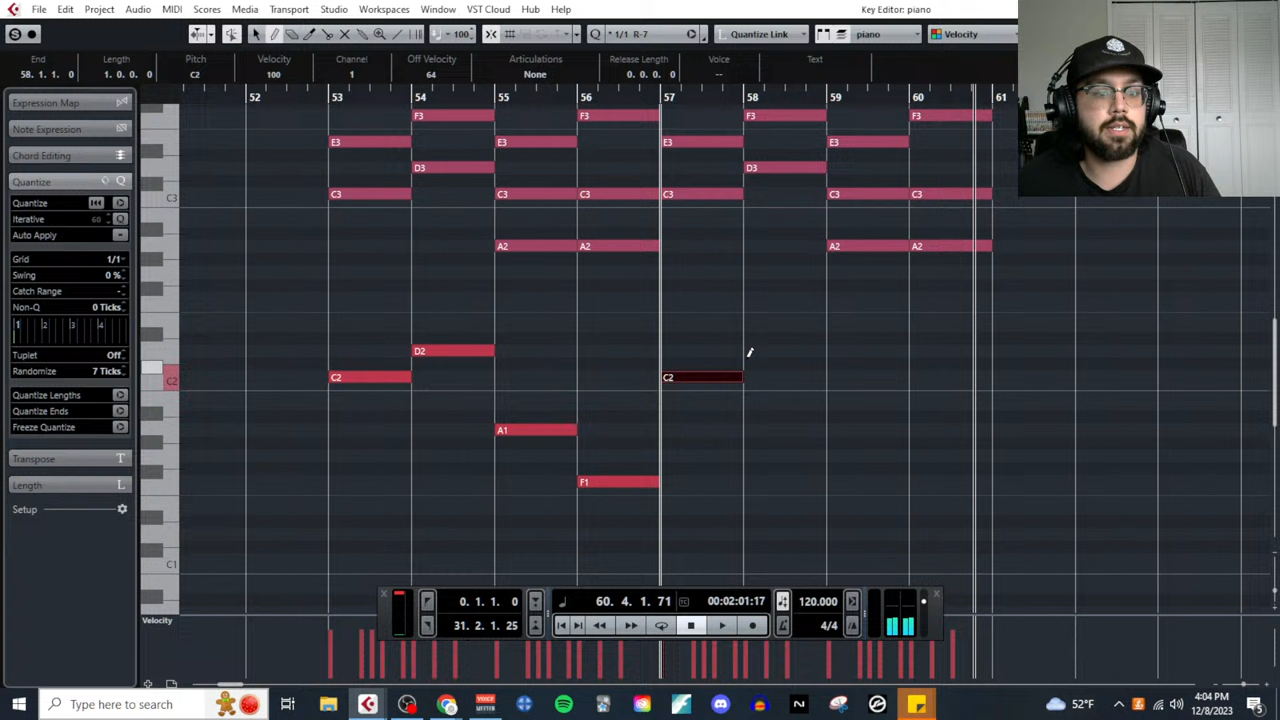 File Edit Project Audio MIDI Scores Media Transport Studio Workspaces Window VST Cloud Hub Help Key Editor: piano
100 Q 1/1 R-7 Quantize Link piano Velocity
End Length Pitch Velocity Channel Off Velocity Articulations Release Length Voice Text
58. 1. 1. 0 1. 0. 0. 0 C2 100 1 64 None 0. 0. 0. 0 --
Expression Map
Note Expression
Chord Editing
Quantize Q
Quantize
Iterative 60 Q
Auto Apply -
Grid 1/1
Swing 0 %
Catch Range -
Non-Q 0 Ticks
1 2 3 4
Tuplet Off
Randomize 7 Ticks
Quantize Lengths
Quantize Ends
Freeze Quantize
Transpose T
Length L
Setup
52 53 54 55 56 57 58 59 60 61
F3 F3 F3 F3
E3 E3 E3 E3
D3 D3
C3 C3 C3 C3 C3 C3 C3
A2 A2 A2 A2
D2
C2 C2 C2
A1
F1
C1
0. 1. 1. 0 60. 4. 1. 71 00:02:01:17 120.000
31. 2. 1. 25 4/4
Velocity
Type here to search
VOICE
52°F
4:04 PM
12/8/2023
5